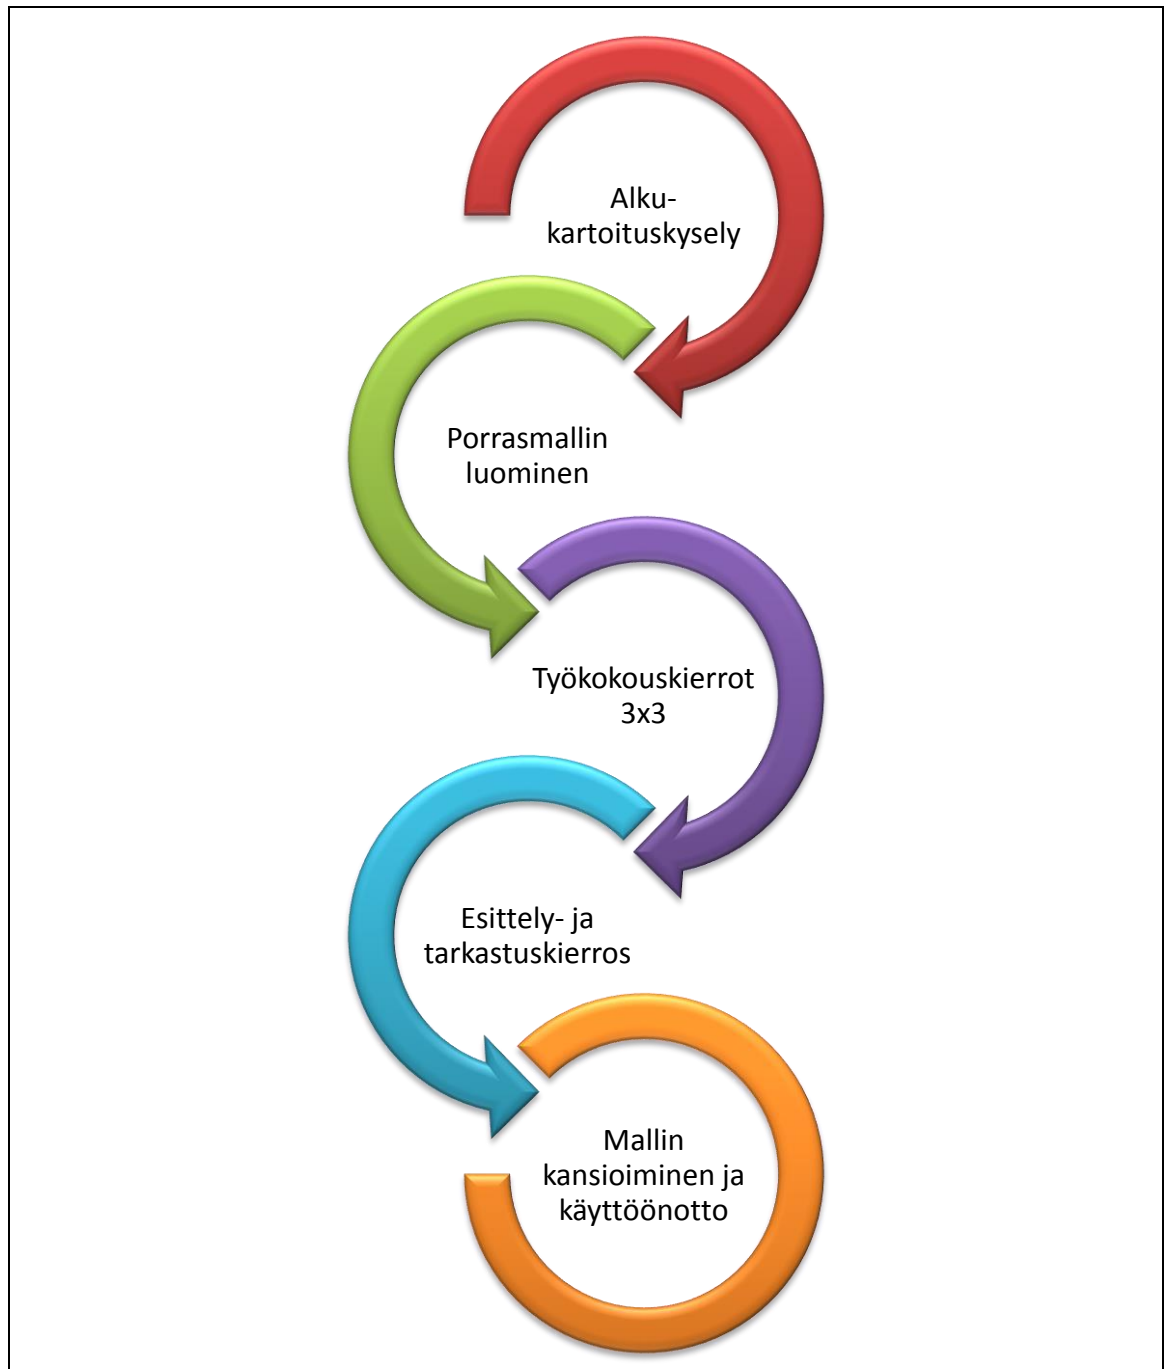 Alku-
kartoituskysely
Porrasmallin
luominen
Työkokouskierrot
3x3
Esittely- ja
tarkastuskierros
Mallin
kansioiminen ja
käyttöönotto